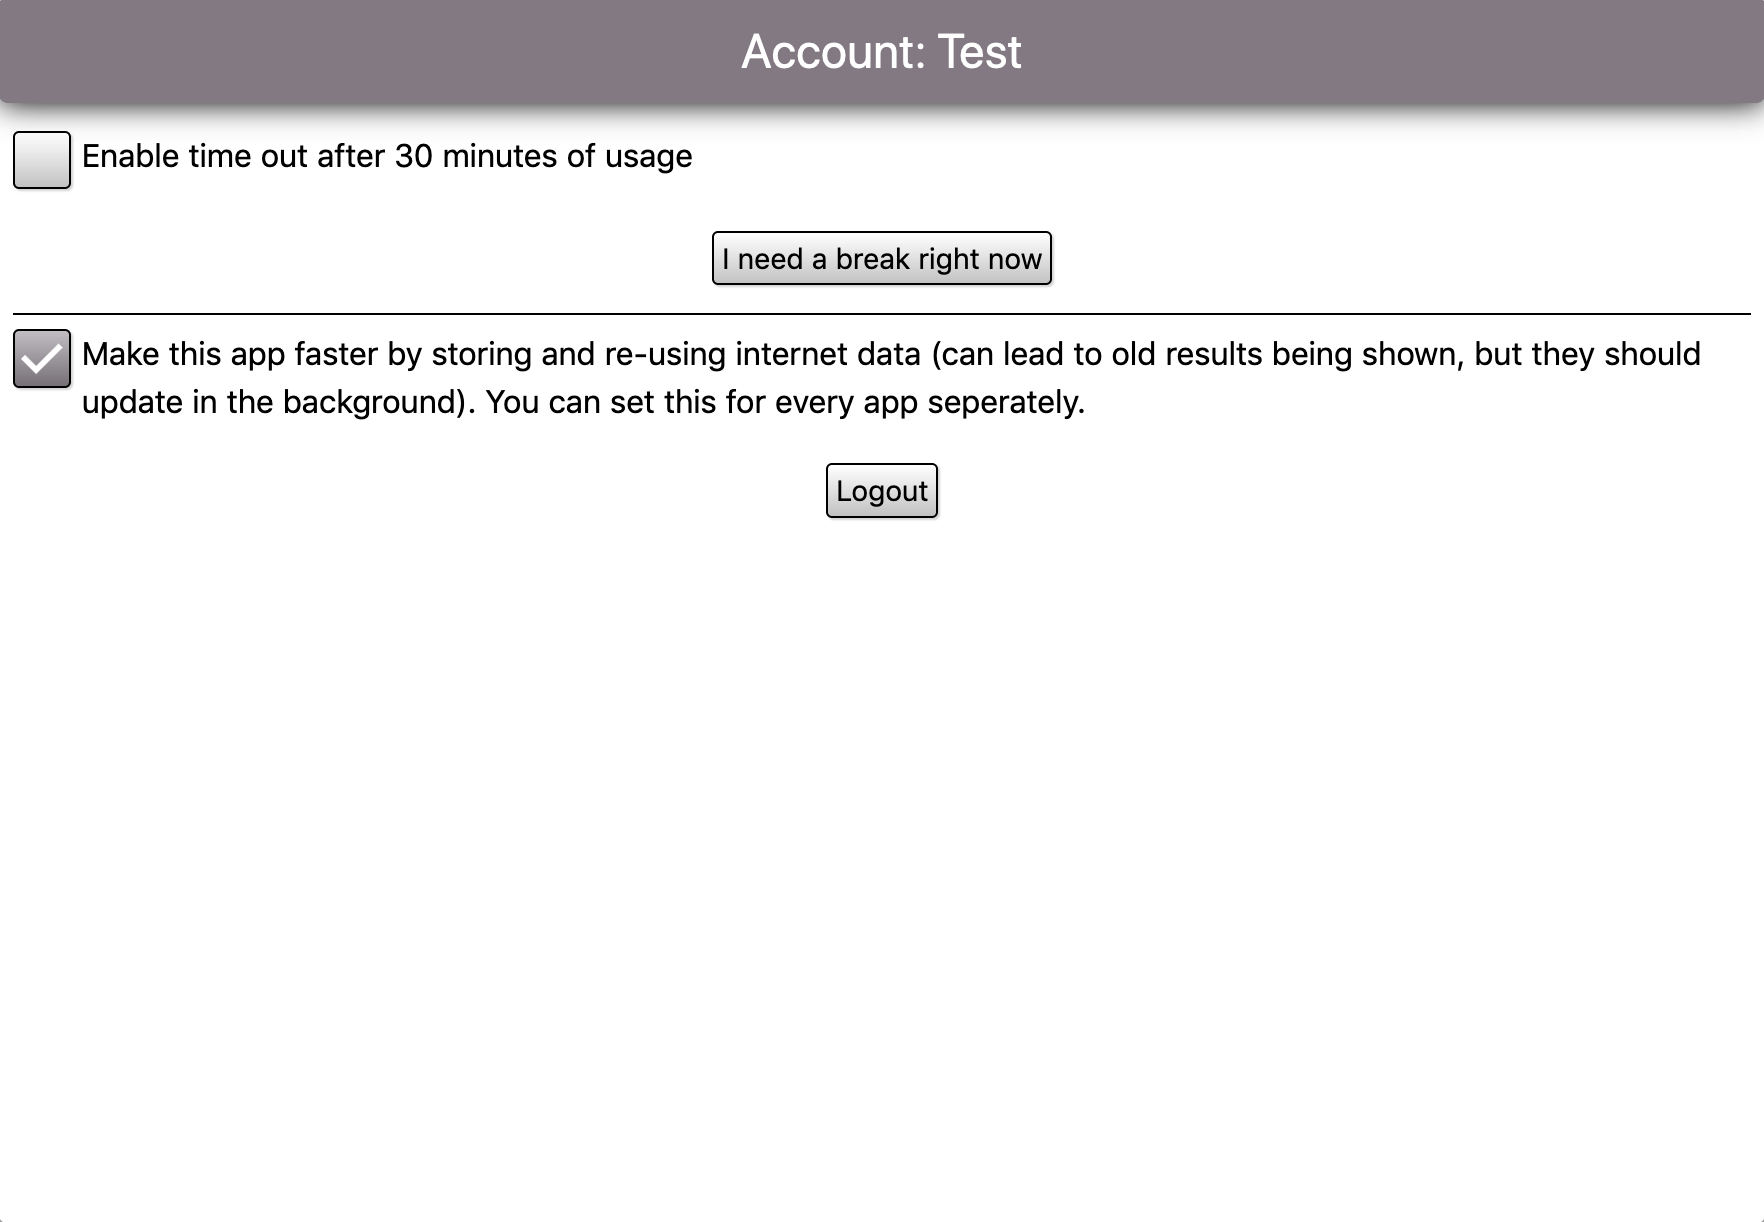 Account: Test
Enable time out after 30 minutes of usage
I need a break right now
Make this app faster by storing and re-using internet data (can lead to old results being shown, but they should
update in the background). You can set this for every app seperately.
Logout